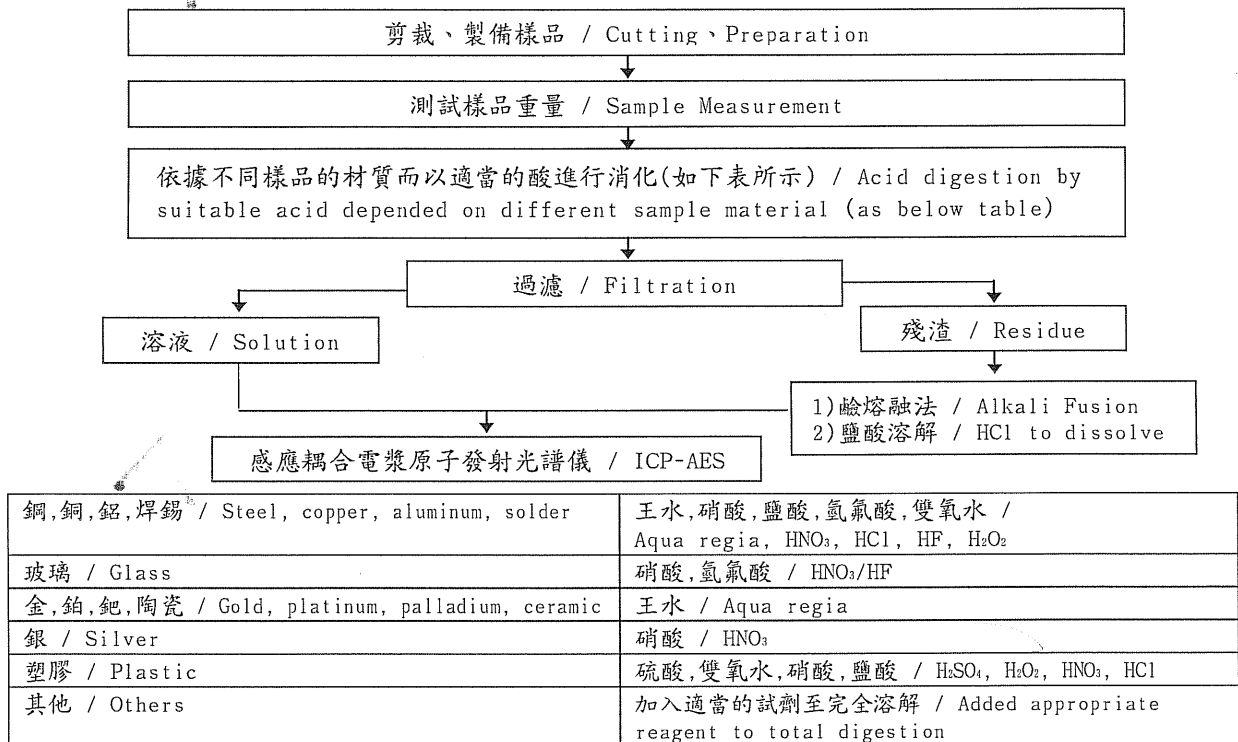 剪裁、製備樣品 / Cutting、Preparation
測試樣品重量 / Sample Measurement
依據不同樣品的材質而以適當的酸進行消化(如下表所示) / Acid digestion by
suitable acid depended on different sample material (as below table)
過濾 / Filtration
溶液 / Solution
殘渣 / Residue
1)鹼熔融法 / Alkali Fusion
2)鹽酸溶解 / HCl to dissolve
感應耦合電漿原子發射光譜儀 / ICP-AES
鋼,銅,鋁,焊錫 / Steel, copper, aluminum, solder
王水,硝酸,鹽酸,氫氟酸,雙氧水 /
Aqua regia, HNO₃, HCl, HF, H₂O₂
玻璃 / Glass
硝酸,氫氟酸 / HNO₃/HF
金,鉑,鈀,陶瓷 / Gold, platinum, palladium, ceramic
王水 / Aqua regia
銀 / Silver
硝酸 / HNO₃
塑膠 / Plastic
硫酸,雙氧水,硝酸,鹽酸 / H₂SO₄, H₂O₂, HNO₃, HCl
其他 / Others
加入適當的試劑至完全溶解 / Added appropriate
reagent to total digestion